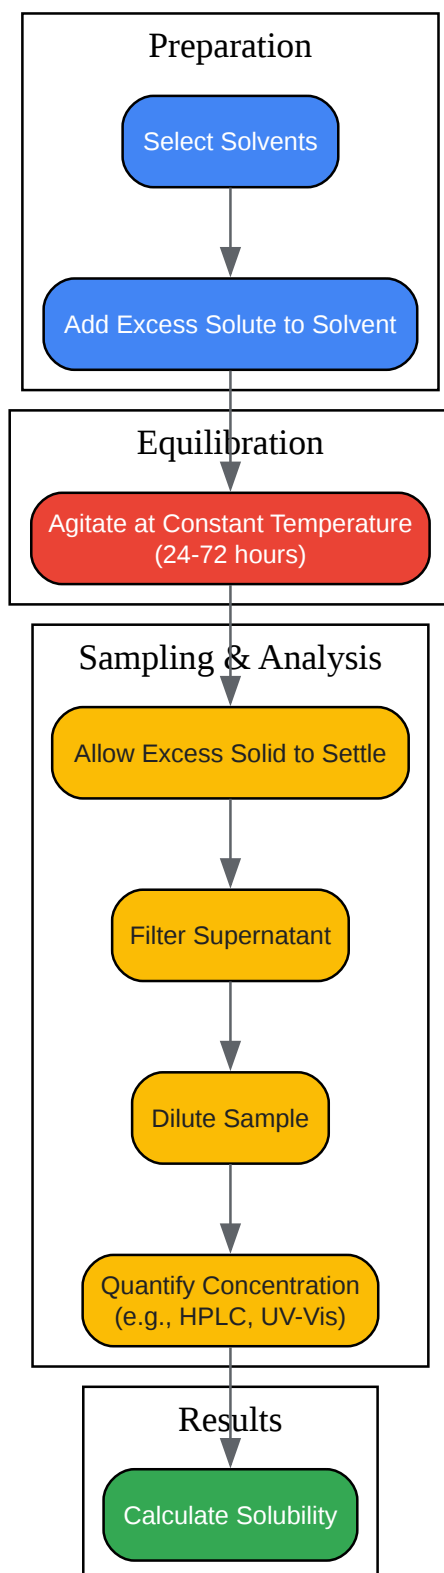 Preparation
Select Solvents
Add Excess Solute to Solvent
Equilibration
Agitate at Constant Temperature
(24-72 hours)
Sampling & Analysis
Allow Excess Solid to Settle
Filter Supernatant
Dilute Sample
Quantify Concentration
(e.g., HPLC, UV-Vis)
Results
Calculate Solubility